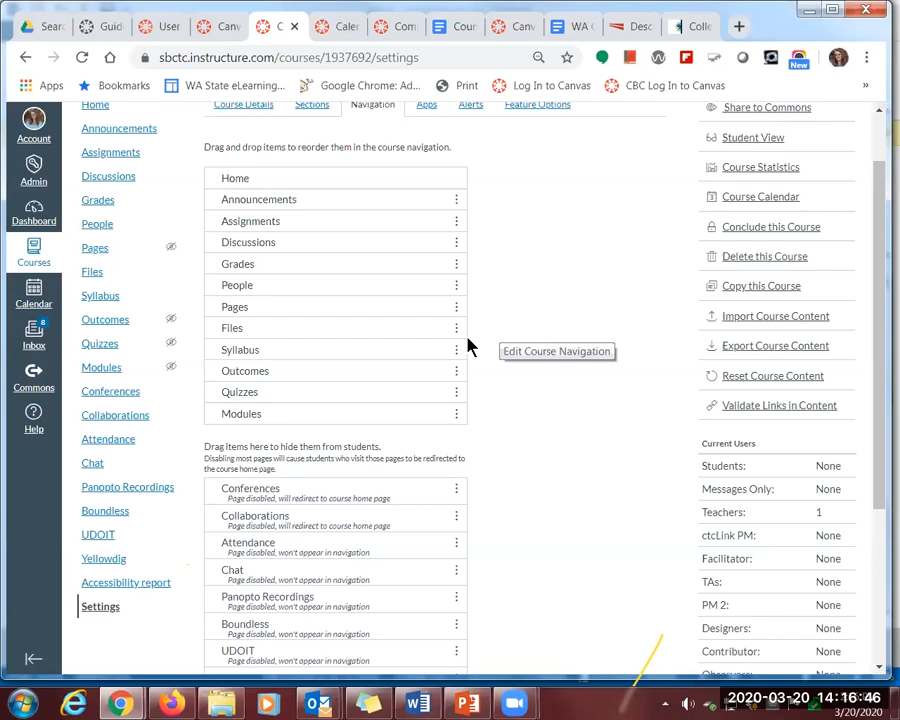 Sear
Guid
User
Canv
C
Caler
Com
Cour
Canv
WA
Desc
Colle
sbctc.instructure.com/courses/1937692/settings
New
Apps
Bookmarks
WA State eLearning...
Google Chrome: Ad...
Print
Log In to Canvas
CBC Log In to Canvas
»
Account
Admin
Dashboard
Courses
Calendar
8
Inbox
Commons
Help
Home
Announcements
Assignments
Discussions
Grades
People
Pages
Files
Syllabus
Outcomes
Quizzes
Modules
Conferences
Collaborations
Attendance
Chat
Panopto Recordings
Boundless
UDOIT
Yellowdig
Accessibility report
Settings
Course Details
Sections
Navigation
Apps
Alerts
Feature Options
Drag and drop items to reorder them in the course navigation.
Home
Announcements
Assignments
Discussions
Grades
People
Pages
Files
Syllabus
Outcomes
Quizzes
Modules
Edit Course Navigation
Drag items here to hide them from students.
Disabling most pages will cause students who visit those pages to be redirected to
the course home page.
Conferences
Page disabled, will redirect to course home page
Collaborations
Page disabled, will redirect to course home page
Attendance
Page disabled, won't appear in navigation
Chat
Page disabled, won't appear in navigation
Panopto Recordings
Page disabled, won't appear in navigation
Boundless
Page disabled, won't appear in navigation
UDOIT
Page disabled, won't appear in navigation
Share to Commons
Student View
Course Statistics
Course Calendar
Conclude this Course
Delete this Course
Copy this Course
Import Course Content
Export Course Content
Reset Course Content
Validate Links in Content
Current Users
Students: None
Messages Only: None
Teachers: 1
ctcLink PM: None
Facilitator: None
TAs: None
PM 2: None
Designers: None
Contributor: None
2020-03-20 14:16:46
3/20/2020